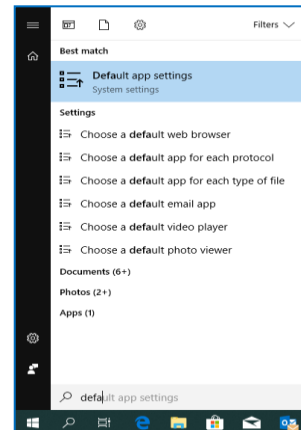 Filters
Best match
Default app settings
System settings
Settings
Choose a default web browser
Choose a default app for each protocol
Choose a default app for each type of file
Choose a default email app
Choose a default video player
Choose a default photo viewer
Documents (6+)
Photos (2+)
Apps (1)
default app settings